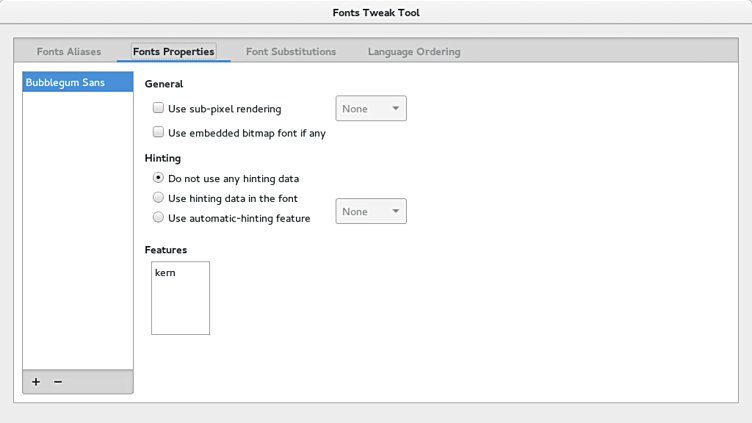 Fonts Tweak Tool
Fonts Aliases Fonts Properties Font Substitutions Language Ordering
Bubblegum Sans
General
Use sub-pixel rendering None
Use embedded bitmap font if any
Hinting
Do not use any hinting data
Use hinting data in the font
Use automatic-hinting feature None
Features
kern
+ −